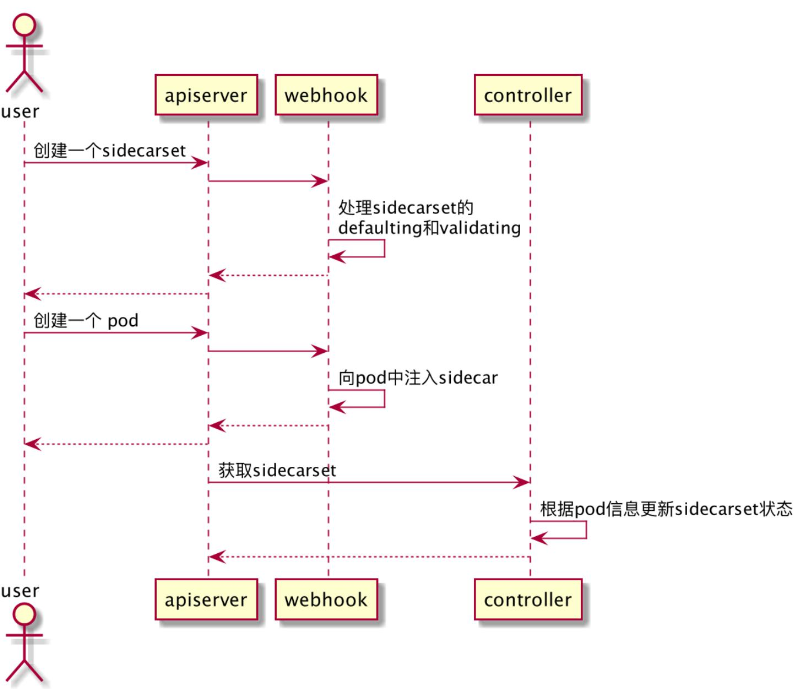 user
apiserver
webhook
controller
创建一个sidecarset
处理sidecarset的
defaulting和validating
创建一个 pod
向pod中注入sidecar
获取sidecarset
根据pod信息更新sidecarset状态
user
apiserver
webhook
controller